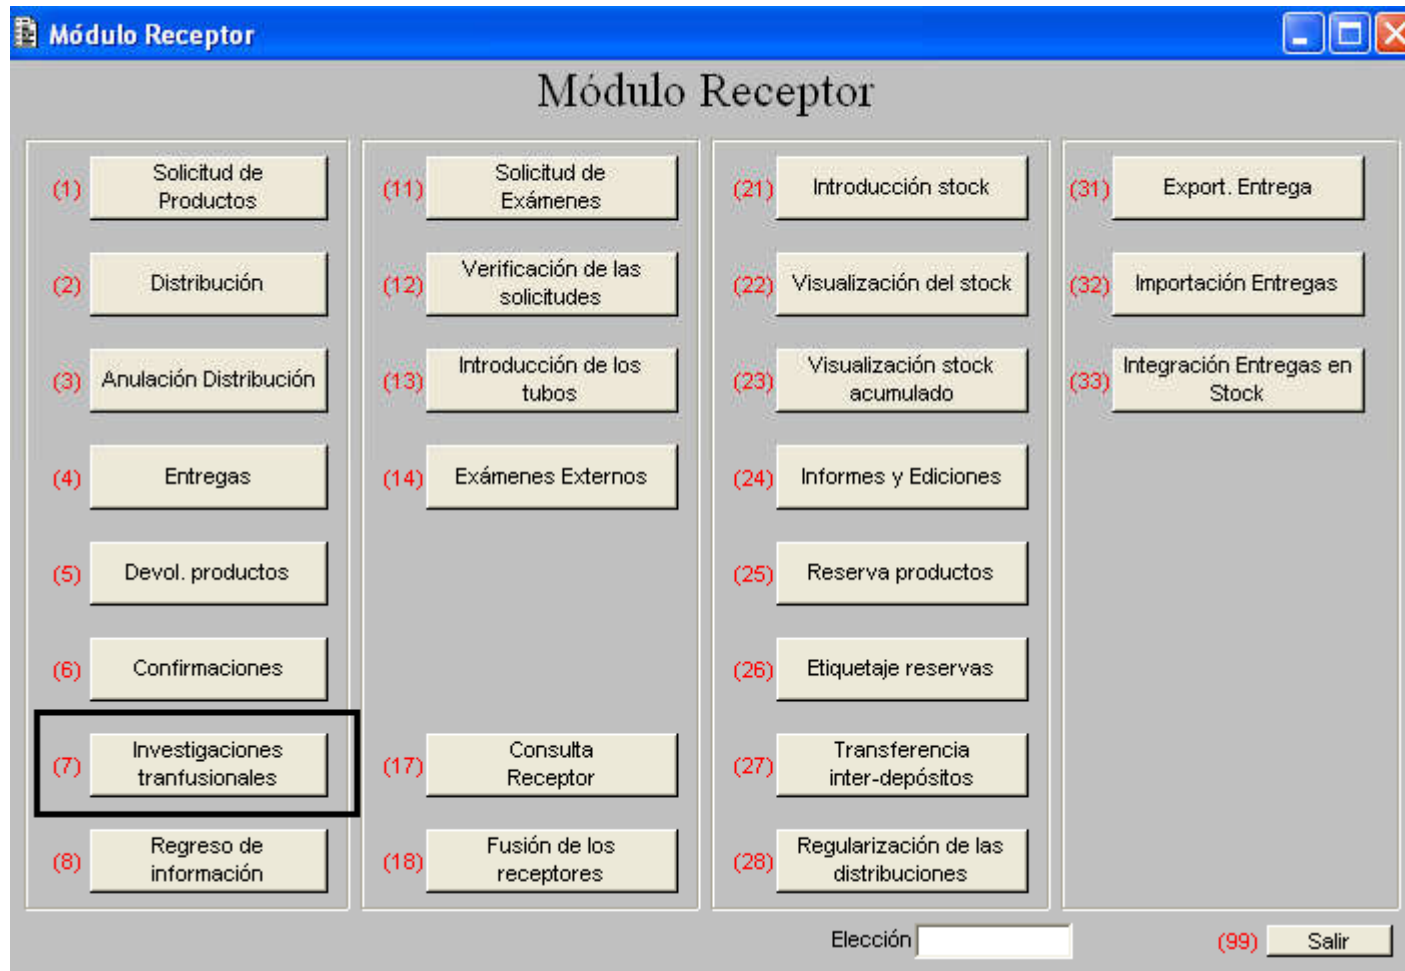 Módulo Receptor
Módulo Receptor
(1) Solicitud de
Productos
(2) Distribución
(3) Anulación Distribución
(4) Entregas
(5) Devol. productos
(6) Confirmaciones
(7) Investigaciones
tranfusionales
(8) Regreso de
información
(11) Solicitud de
Exámenes
(12) Verificación de las
solicitudes
(13) Introducción de los
tubos
(14) Exámenes Externos
(17) Consulta
Receptor
(18) Fusión de los
receptores
(21) Introducción stock
(22) Visualización del stock
(23) Visualización stock
acumulado
(24) Informes y Ediciones
(25) Reserva productos
(26) Etiquetaje reservas
(27) Transferencia
inter-depósitos
(28) Regularización de las
distribuciones
(31) Export. Entrega
(32) Importación Entregas
(33) Integración Entregas en
Stock
Elección
(99) Salir